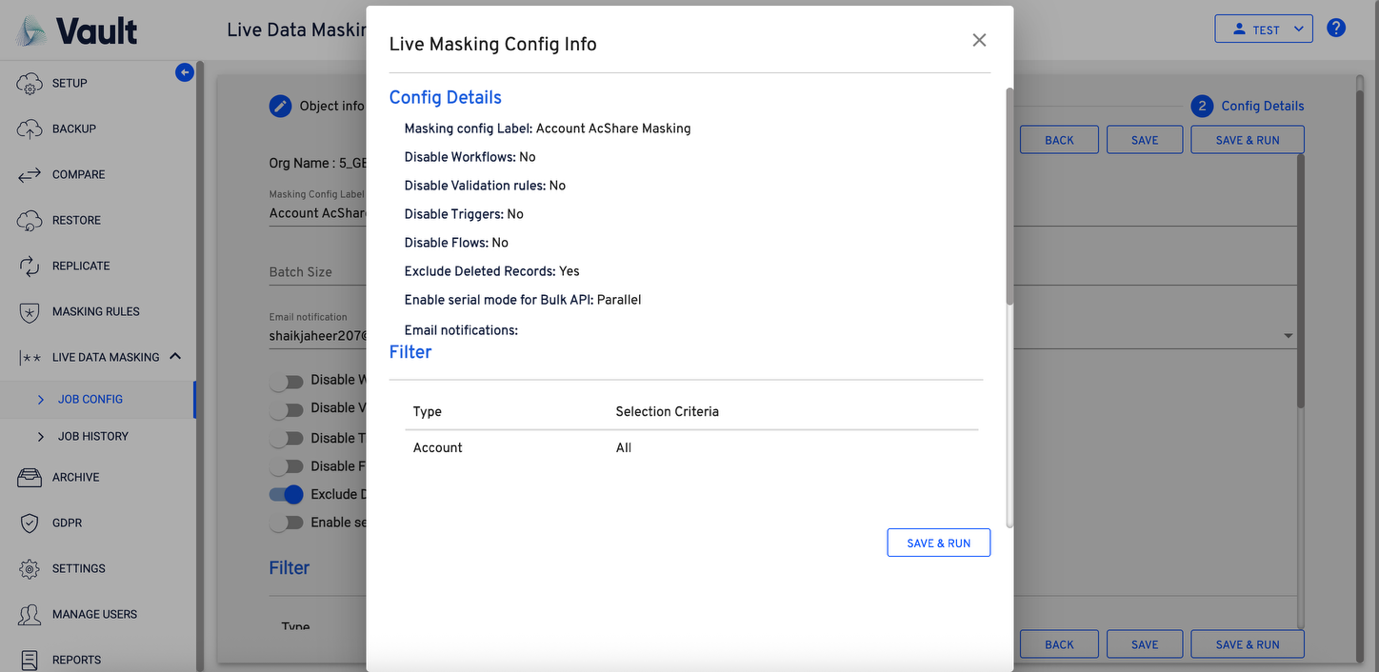 Vault
Live Data Maskin
TEST
?
SETUP
BACKUP
COMPARE
RESTORE
REPLICATE
MASKING RULES
|** LIVE DATA MASKING
JOB CONFIG
JOB HISTORY
ARCHIVE
GDPR
SETTINGS
MANAGE USERS
REPORTS
Object info
2 Config Details
BACK SAVE SAVE & RUN
Org Name : 5_GE
Masking Config Label
Account AcShar
Batch Size
Email notification
shaikjaheer207@
Disable W
Disable V
Disable T
Disable F
Exclude D
Enable se
Filter
Type
BACK SAVE SAVE & RUN
Live Masking Config Info
Config Details
Masking config Label: Account AcShare Masking
Disable Workflows: No
Disable Validation rules: No
Disable Triggers: No
Disable Flows: No
Exclude Deleted Records: Yes
Enable serial mode for Bulk API: Parallel
Email notifications:
Filter
Type Selection Criteria
Account All
SAVE & RUN